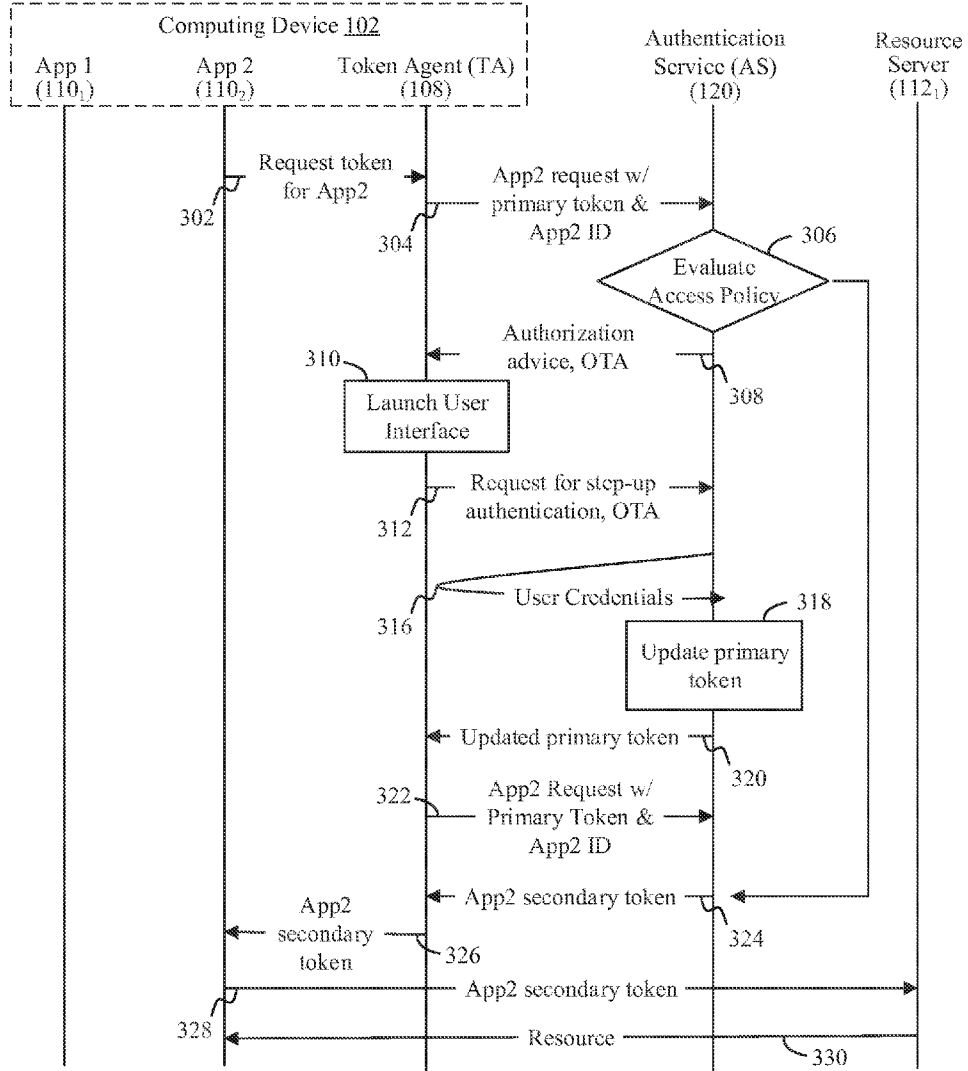 Computing Device 102
App 1
(110₁)
App 2
(110₂)
Token Agent (TA)
(108)
Authentication
Service (AS)
(120)
Resource
Server
(112₁)
Request token
for App2
302
App2 request w/
primary token &
App2 ID
304
306
Evaluate
Access Policy
Authorization
advice, OTA
308
310
Launch User
Interface
Request for step-up
authentication, OTA
312
316
User Credentials
318
Update primary
token
Updated primary token
320
322
App2 Request w/
Primary Token &
App2 ID
App2 secondary token
324
App2
secondary
token
326
App2 secondary token
328
Resource
330